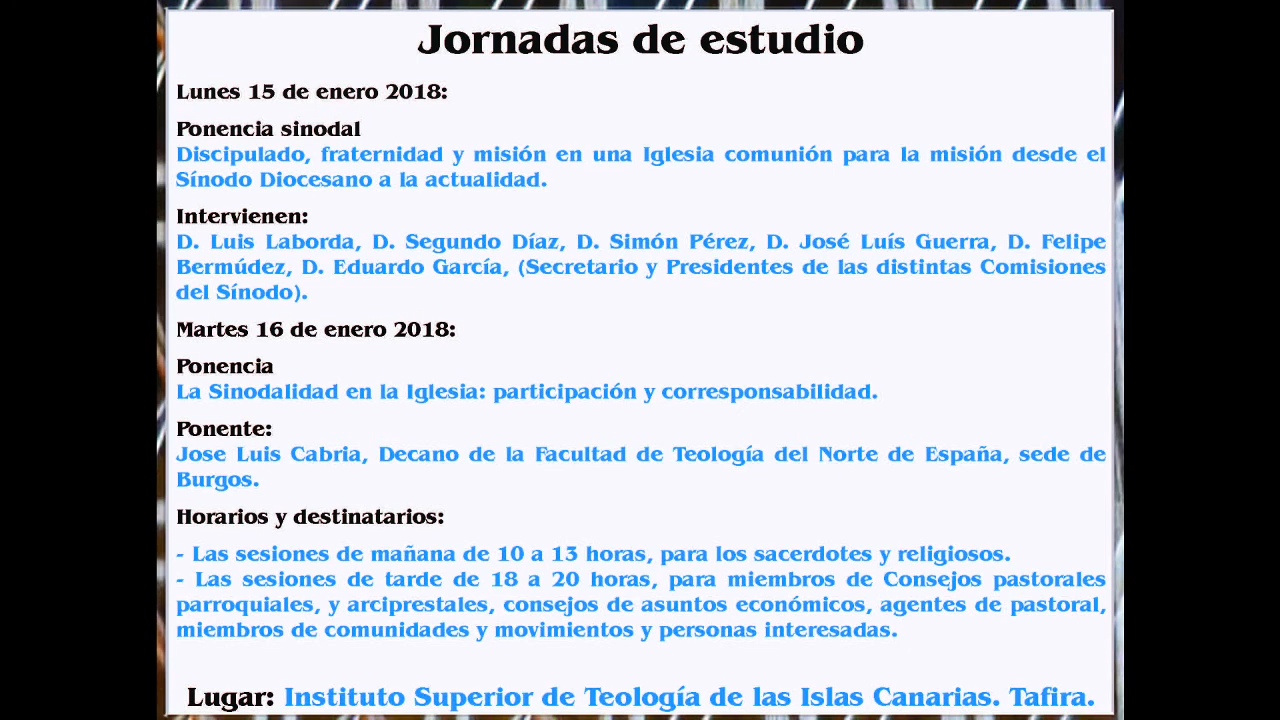 Jornadas de estudio
Lunes 15 de enero 2018:
Ponencia sinodal
Discipulado, fraternidad y misión en una Iglesia comunión para la misión desde el
Sínodo Diocesano a la actualidad.
Intervienen:
D. Luis Laborda, D. Segundo Díaz, D. Simón Pérez, D. José Luís Guerra, D. Felipe
Bermúdez, D. Eduardo García, (Secretario y Presidentes de las distintas Comisiones
del Sínodo).
Martes 16 de enero 2018:
Ponencia
La Sinodalidad en la Iglesia: participación y corresponsabilidad.
Ponente:
Jose Luis Cabria, Decano de la Facultad de Teología del Norte de España, sede de
Burgos.
Horarios y destinatarios:
- Las sesiones de mañana de 10 a 13 horas, para los sacerdotes y religiosos.
- Las sesiones de tarde de 18 a 20 horas, para miembros de Consejos pastorales
parroquiales, y arciprestales, consejos de asuntos económicos, agentes de pastoral,
miembros de comunidades y movimientos y personas interesadas.
Lugar: Instituto Superior de Teología de las Islas Canarias. Tafira.